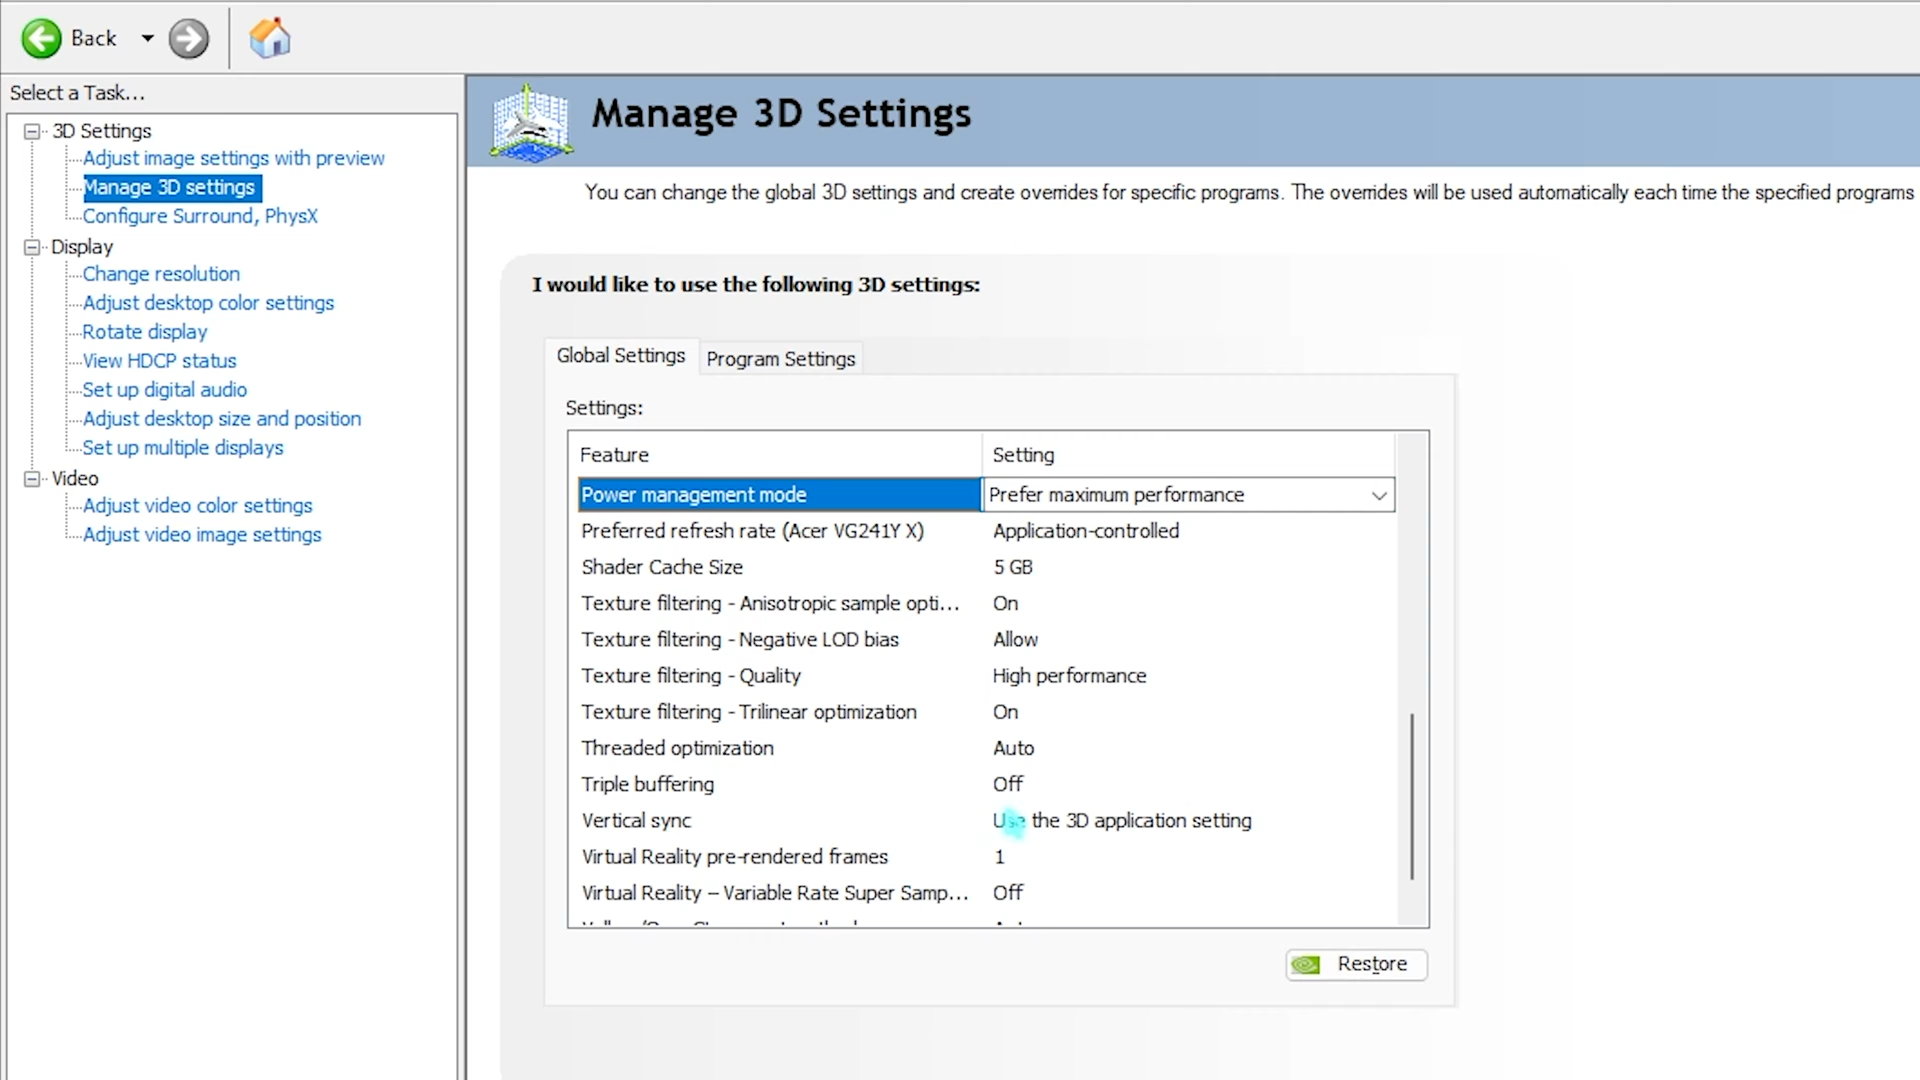 Back
Select a Task...
3D Settings
Adjust image settings with preview
Manage 3D settings
Configure Surround, PhysX
Display
Change resolution
Adjust desktop color settings
Rotate display
View HDCP status
Set up digital audio
Adjust desktop size and position
Set up multiple displays
Video
Adjust video color settings
Adjust video image settings
Manage 3D Settings
You can change the global 3D settings and create overrides for specific programs. The overrides will be used automatically each time the specified programs
I would like to use the following 3D settings:
Global Settings Program Settings
Settings:
Feature Setting
Power management mode Prefer maximum performance
Preferred refresh rate (Acer VG241Y X) Application-controlled
Shader Cache Size 5 GB
Texture filtering - Anisotropic sample opti... On
Texture filtering - Negative LOD bias Allow
Texture filtering - Quality High performance
Texture filtering - Trilinear optimization On
Threaded optimization Auto
Triple buffering Off
Vertical sync Use the 3D application setting
Virtual Reality pre-rendered frames 1
Virtual Reality – Variable Rate Super Samp... Off
Restore